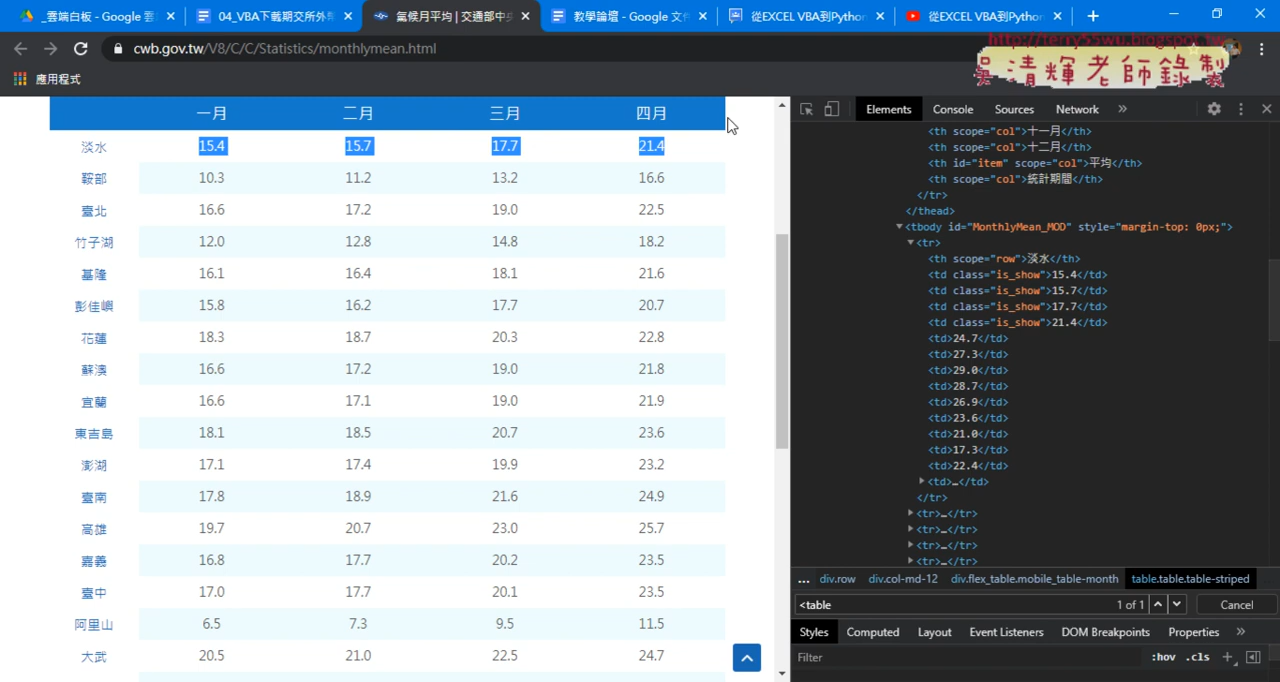 _雲端白板 - Google 雲
04_VBA下載期交所外幣
氣候月平均 | 交通部中央
教學論壇 - Google 文件
從EXCEL VBA到Python
從EXCEL VBA到Python
cwb.gov.tw/V8/C/C/Statistics/monthlymean.html
http://terry55wu.blogspot.tw
吳清輝老師錄製
應用程式
一月 二月 三月 四月
淡水 15.4 15.7 17.7 21.4
鞍部 10.3 11.2 13.2 16.6
臺北 16.6 17.2 19.0 22.5
竹子湖 12.0 12.8 14.8 18.2
基隆 16.1 16.4 18.1 21.6
彭佳嶼 15.8 16.2 17.7 20.7
花蓮 18.3 18.7 20.3 22.8
蘇澳 16.6 17.2 19.0 21.8
宜蘭 16.6 17.1 19.0 21.9
東吉島 18.1 18.5 20.7 23.6
澎湖 17.1 17.4 19.9 23.2
臺南 17.8 18.9 21.6 24.9
高雄 19.7 20.7 23.0 25.7
嘉義 16.8 17.7 20.2 23.5
臺中 17.0 17.7 20.1 23.5
阿里山 6.5 7.3 9.5 11.5
大武 20.5 21.0 22.5 24.7
Elements Console Sources Network »
<th scope="col">十一月</th>
<th scope="col">十二月</th>
<th id="item" scope="col">平均</th>
<th scope="col">統計期間</th>
</tr>
</thead>
<tbody id="MonthlyMean_MOD" style="margin-top: 0px;">
<tr>
<th scope="row">淡水</th>
<td class="is_show">15.4</td>
<td class="is_show">15.7</td>
<td class="is_show">17.7</td>
<td class="is_show">21.4</td>
<td>24.7</td>
<td>27.3</td>
<td>29.0</td>
<td>28.7</td>
<td>26.9</td>
<td>23.6</td>
<td>21.0</td>
<td>17.3</td>
<td>22.4</td>
<td>…</td>
</tr>
<tr>…</tr>
<tr>…</tr>
<tr>…</tr>
<tr>…</tr>
... div.row div.col-md-12 div.flex_table.mobile_table-month table.table.table-striped
<table 1 of 1 Cancel
Styles Computed Layout Event Listeners DOM Breakpoints Properties »
Filter :hov .cls +